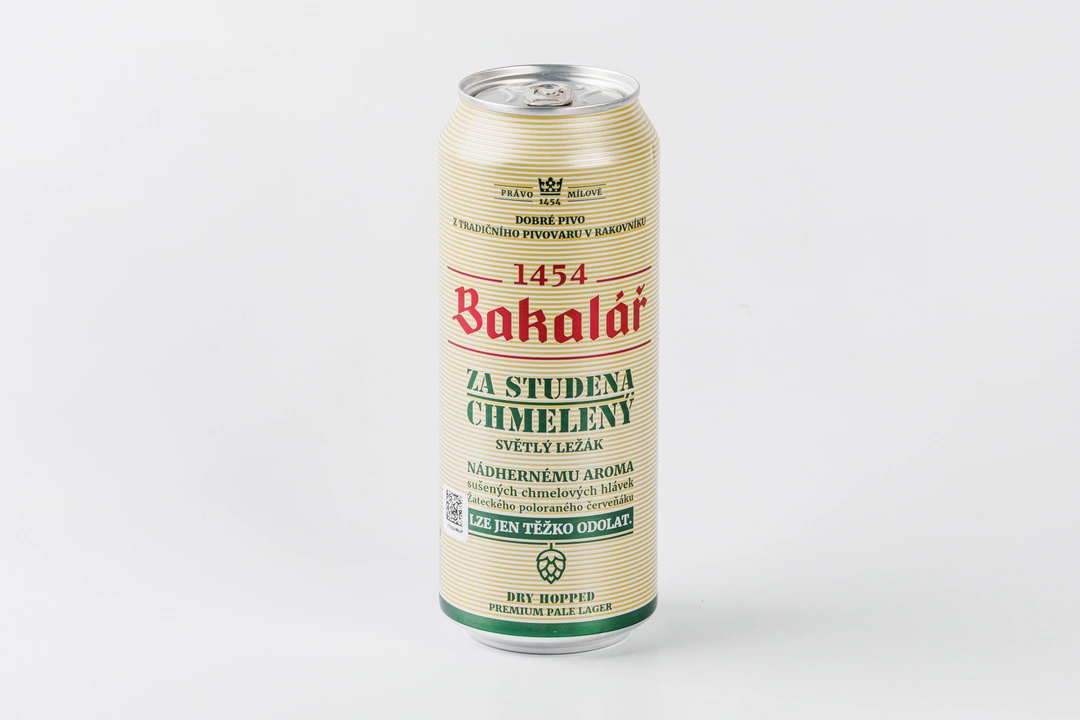 PRÁVO MÍLOVÉ
1454
DOBRÉ PIVO
Z TRADIČNÍHO PIVOVARU V RAKOVNÍKU
1454
Bakalář
ZA STUDENA
CHMELENÝ
SVĚTLÝ LEŽÁK
NÁDHERNÉMU AROMA
sušených chmelových hlávek
Žateckého poloraného červeňáku
LZE JEN TĚŽKO ODOLAT.
DRY HOPPED
PREMIUM PALE LAGER